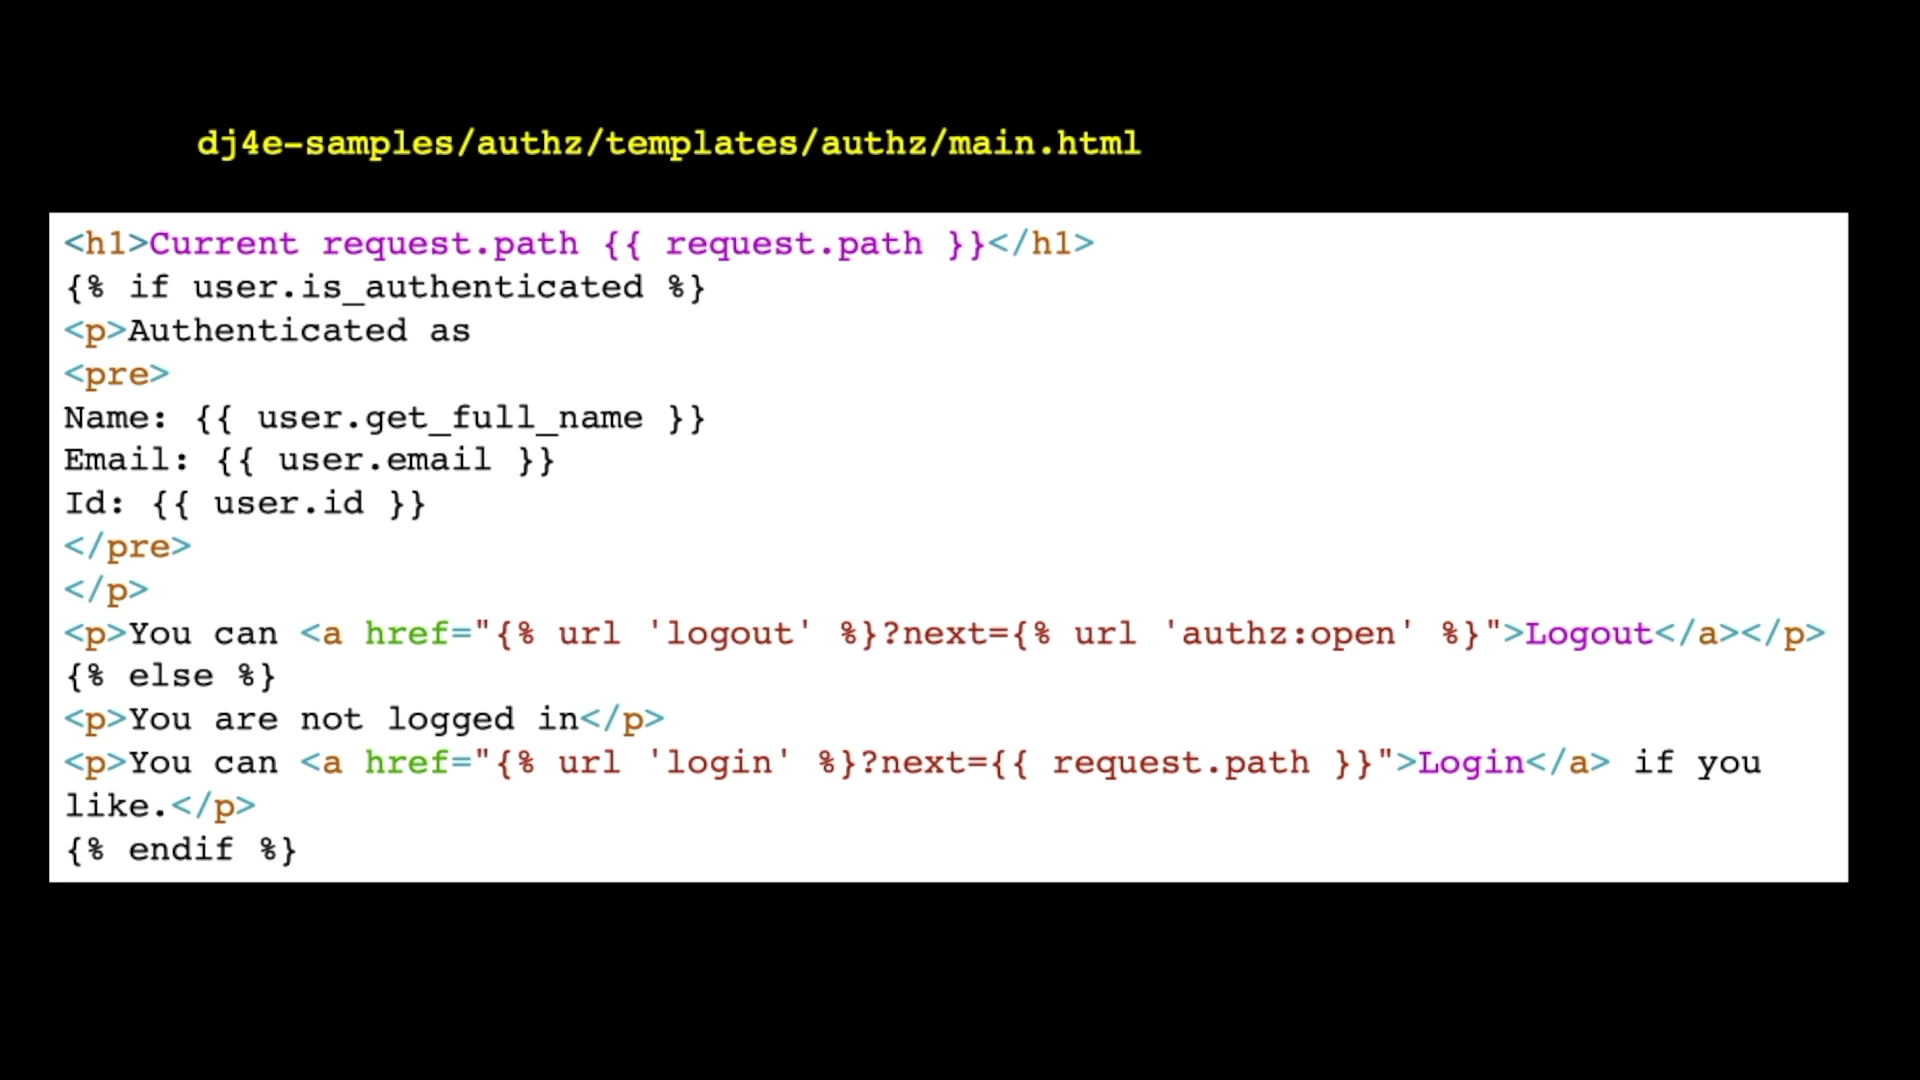 dj4e-samples/authz/templates/authz/main.html
<h1>Current request.path {{ request.path }}</h1>
{% if user.is_authenticated %}
<p>Authenticated as
<pre>
Name: {{ user.get_full_name }}
Email: {{ user.email }}
Id: {{ user.id }}
</pre>
</p>
<p>You can <a href="{% url 'logout' %}?next={% url 'authz:open' %}">Logout</a></p>
{% else %}
<p>You are not logged in</p>
<p>You can <a href="{% url 'login' %}?next={{ request.path }}">Login</a> if you
like.</p>
{% endif %}